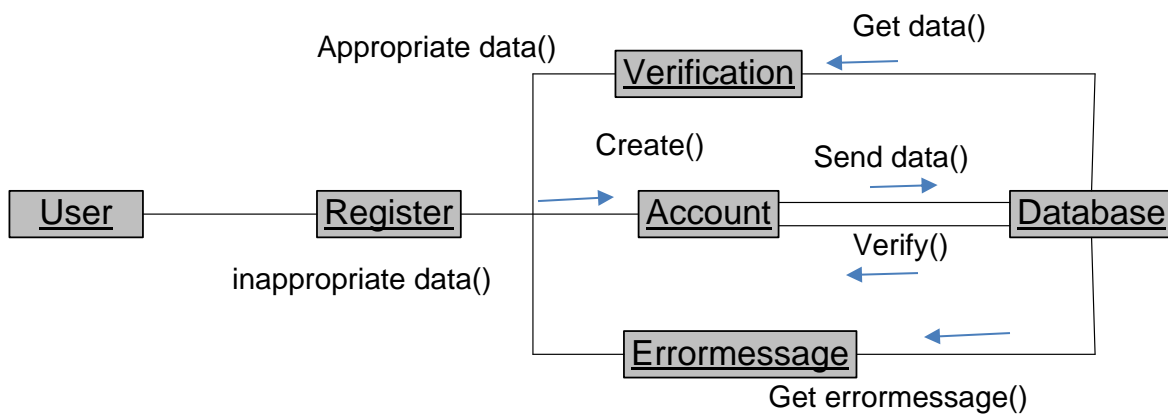 Get data()
Appropriate data()
Verification
Create()
Send data()
User
Register
Account
Database
Verify()
inappropriate data()
Errormessage
Get errormessage()